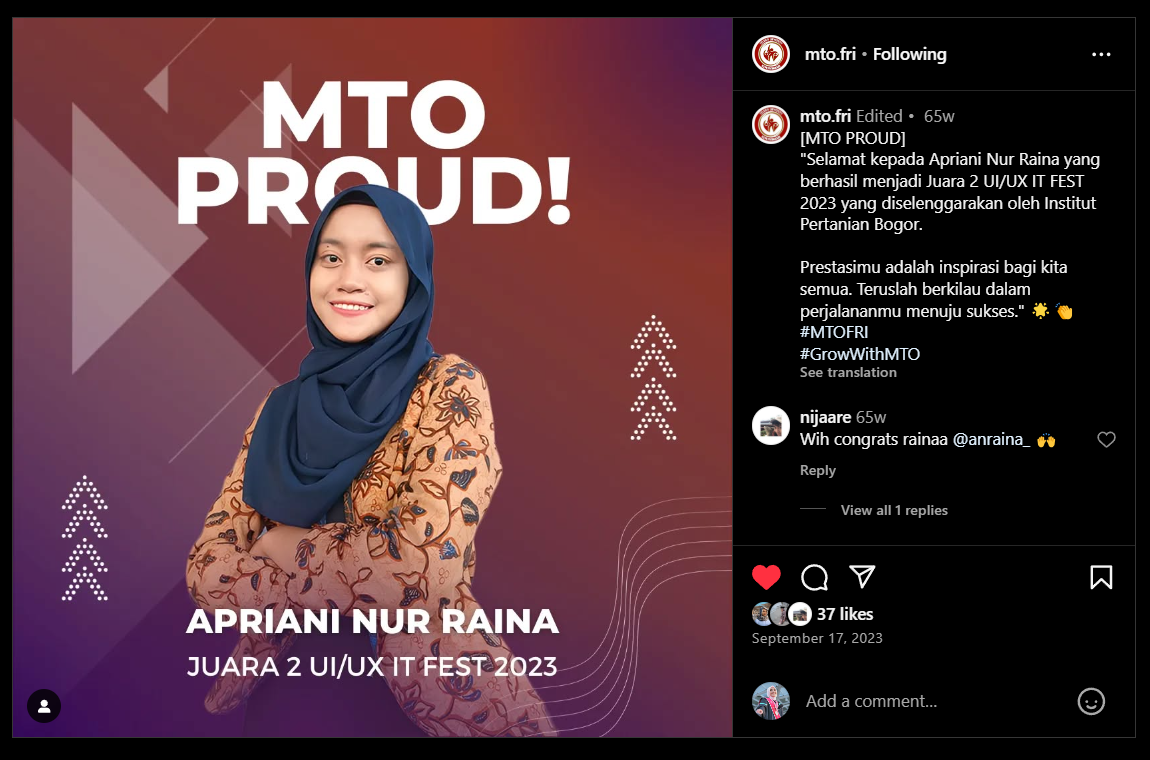 MTO
PROUD!
APRIANI NUR RAINA
JUARA 2 UI/UX IT FEST 2023
mto.fri • Following
mto.fri Edited • 65w
[MTO PROUD]
"Selamat kepada Apriani Nur Raina yang
berhasil menjadi Juara 2 UI/UX IT FEST
2023 yang diselenggarakan oleh Institut
Pertanian Bogor.
Prestasimu adalah inspirasi bagi kita
semua. Teruslah berkilau dalam
perjalananmu menuju sukses." 🌟 👏
#MTOFRI
#GrowWithMTO
See translation
nijaare 65w
Wih congrats rainaa @anraina_ 🙌
Reply
View all 1 replies
37 likes
September 17, 2023
Add a comment...